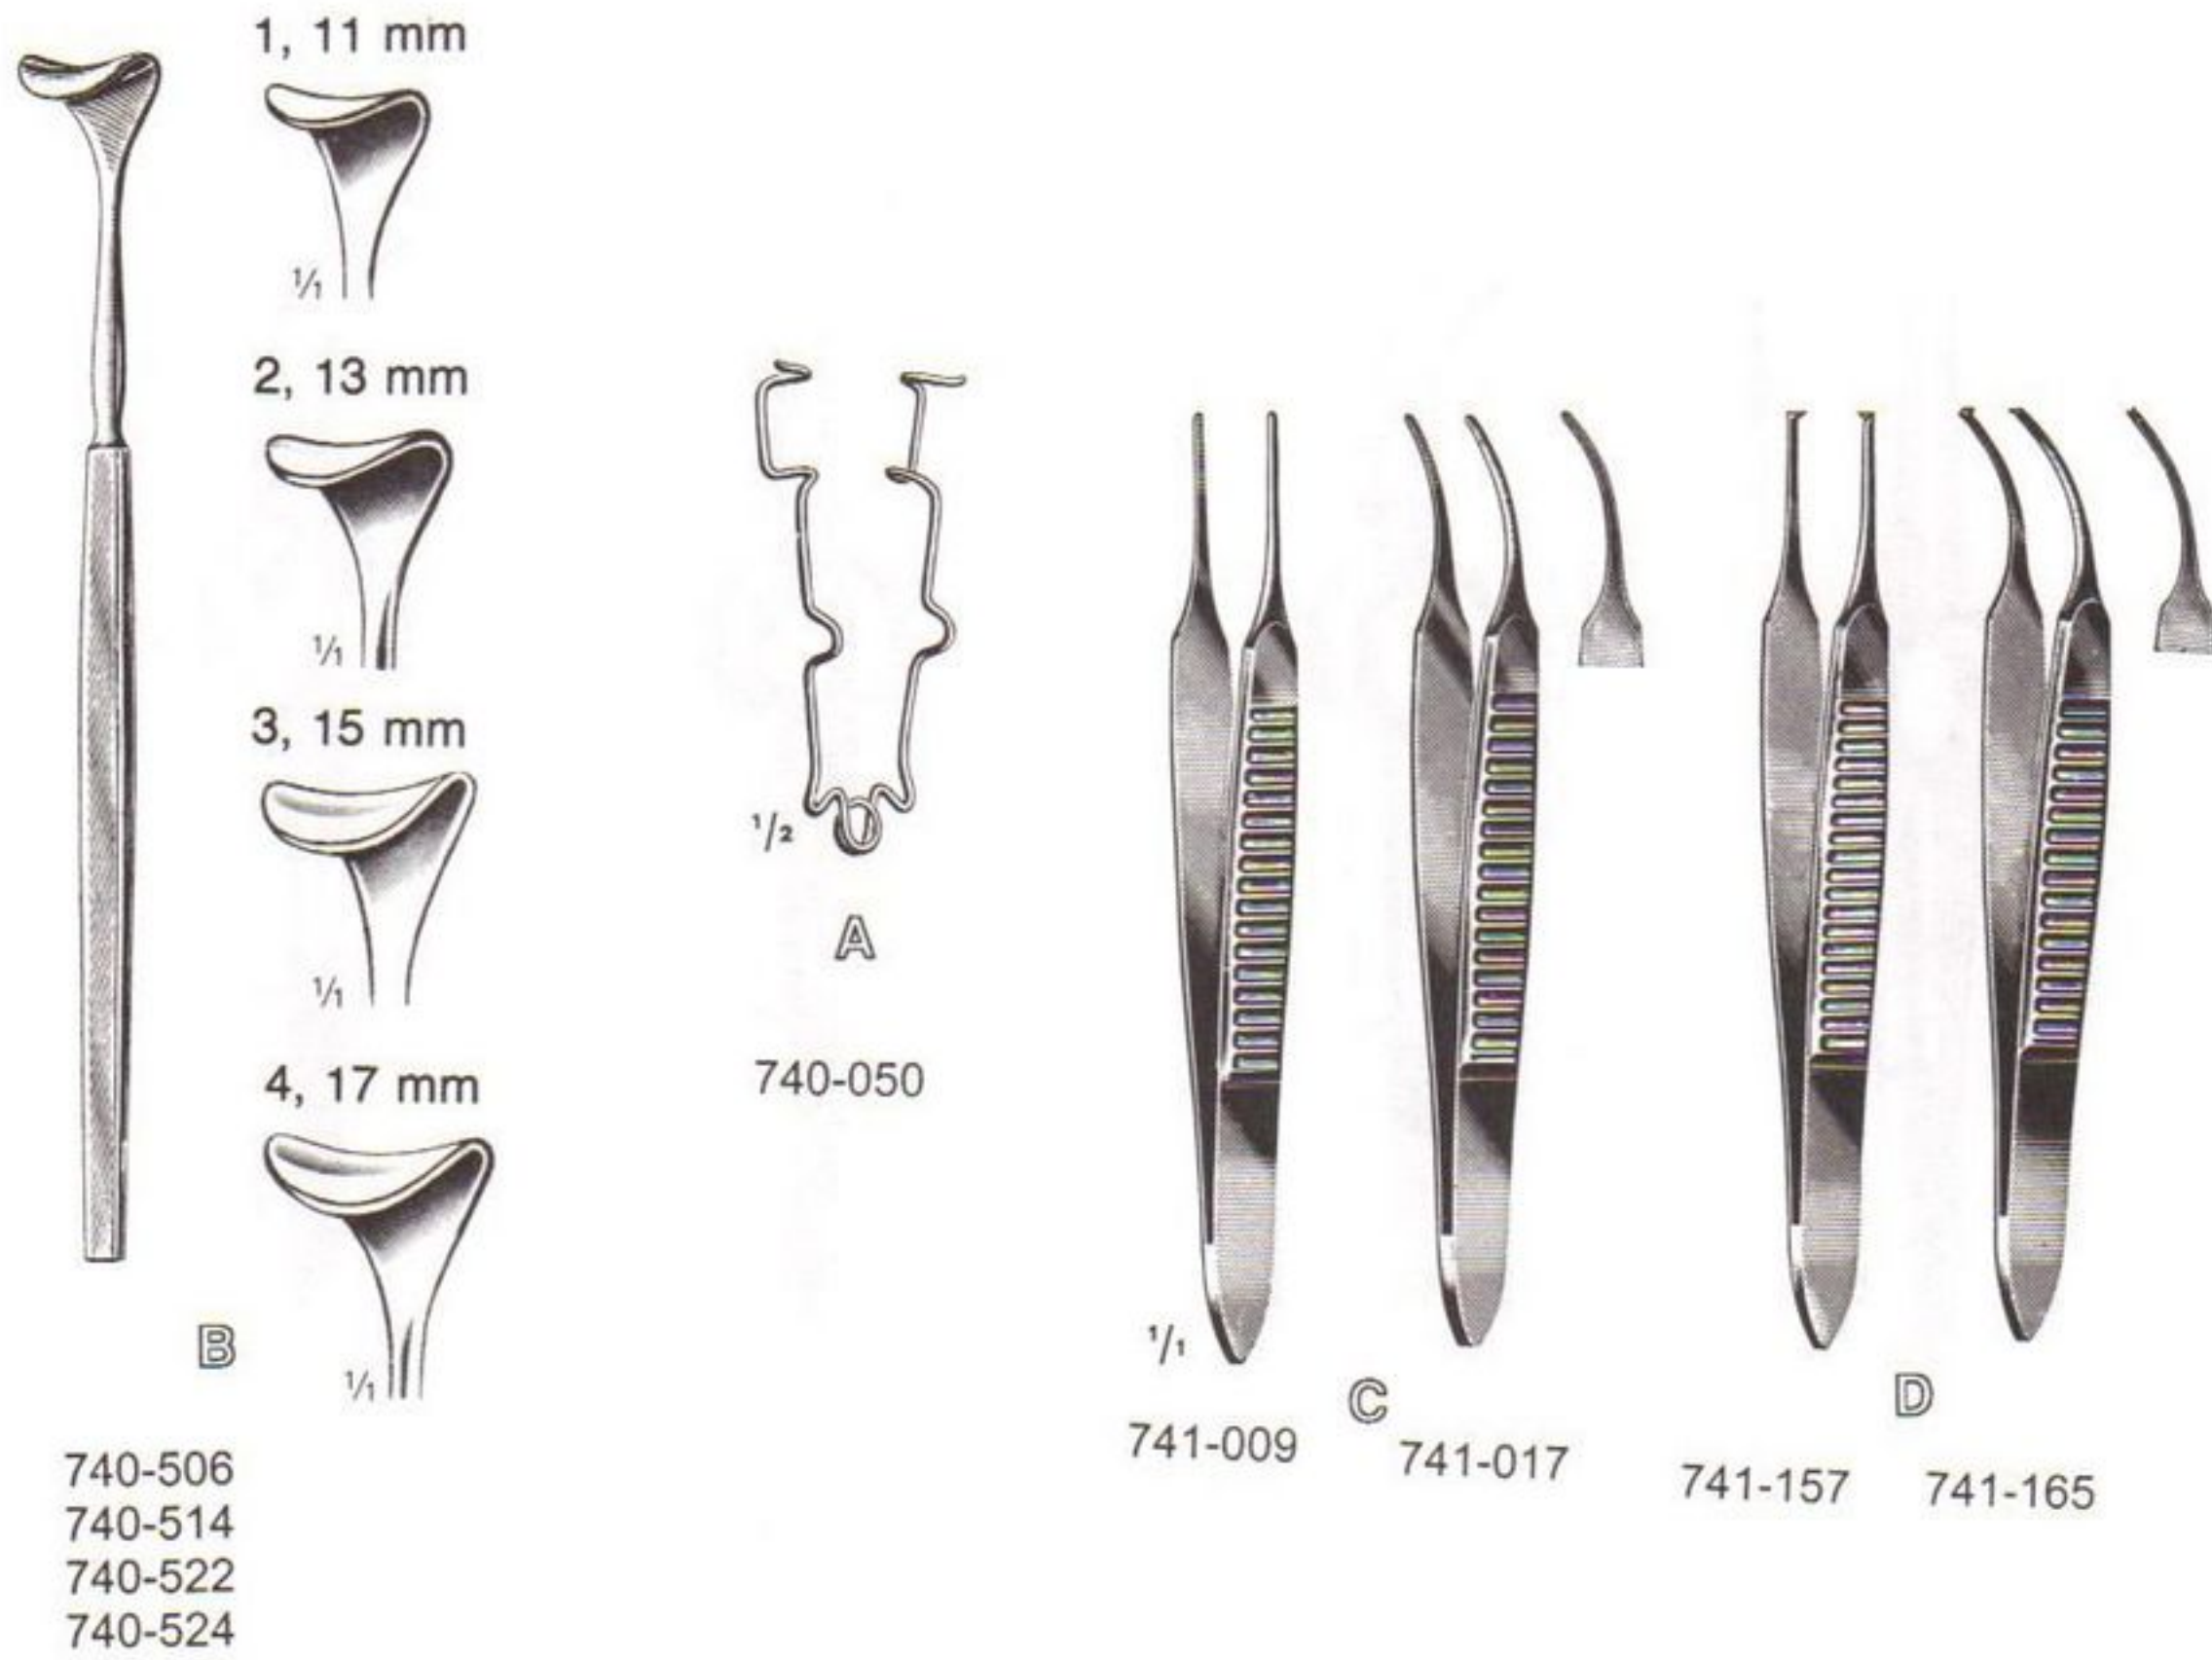 1, 11 mm
1/1
2, 13 mm
1/1
3, 15 mm
1/1
4, 17 mm
1/1
B
740-506
740-514
740-522
740-524
1/2
A
740-050
1/1
C
741-009
741-017
D
741-157
741-165